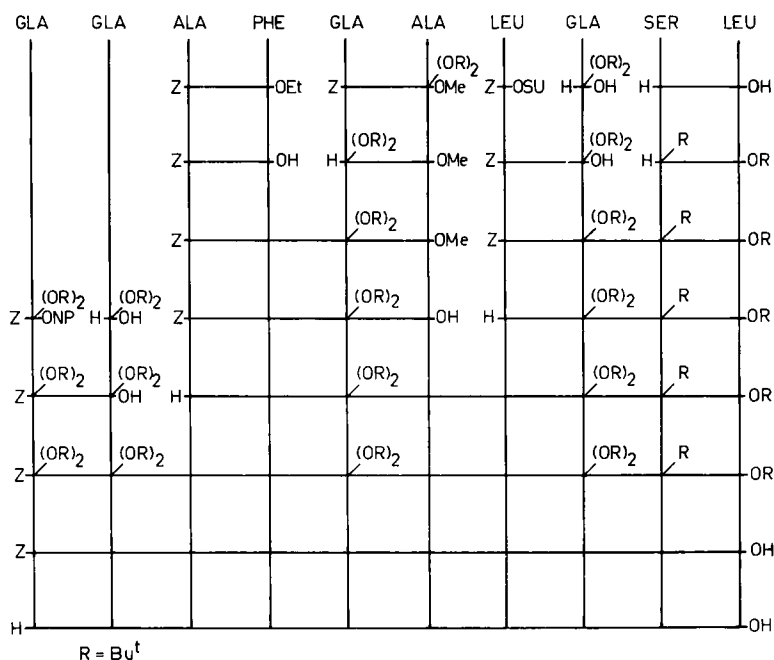 GLA GLA ALA PHE GLA ALA LEU GLA SER LEU
(OR)₂ (OR)₂
Z OEt Z OMe Z OSU H OH H OH
(OR)₂ (OR)₂ R
Z OH H OMe Z OH H OR
(OR)₂ (OR)₂ R
Z OMe Z OR
(OR)₂ (OR)₂ (OR)₂ (OR)₂ R
Z ONP H OH Z OH H OR
(OR)₂ (OR)₂ (OR)₂ (OR)₂ R
Z OH H OR
(OR)₂ (OR)₂ (OR)₂ (OR)₂ R
Z OR
Z OH
H OH
R = Buᵗ